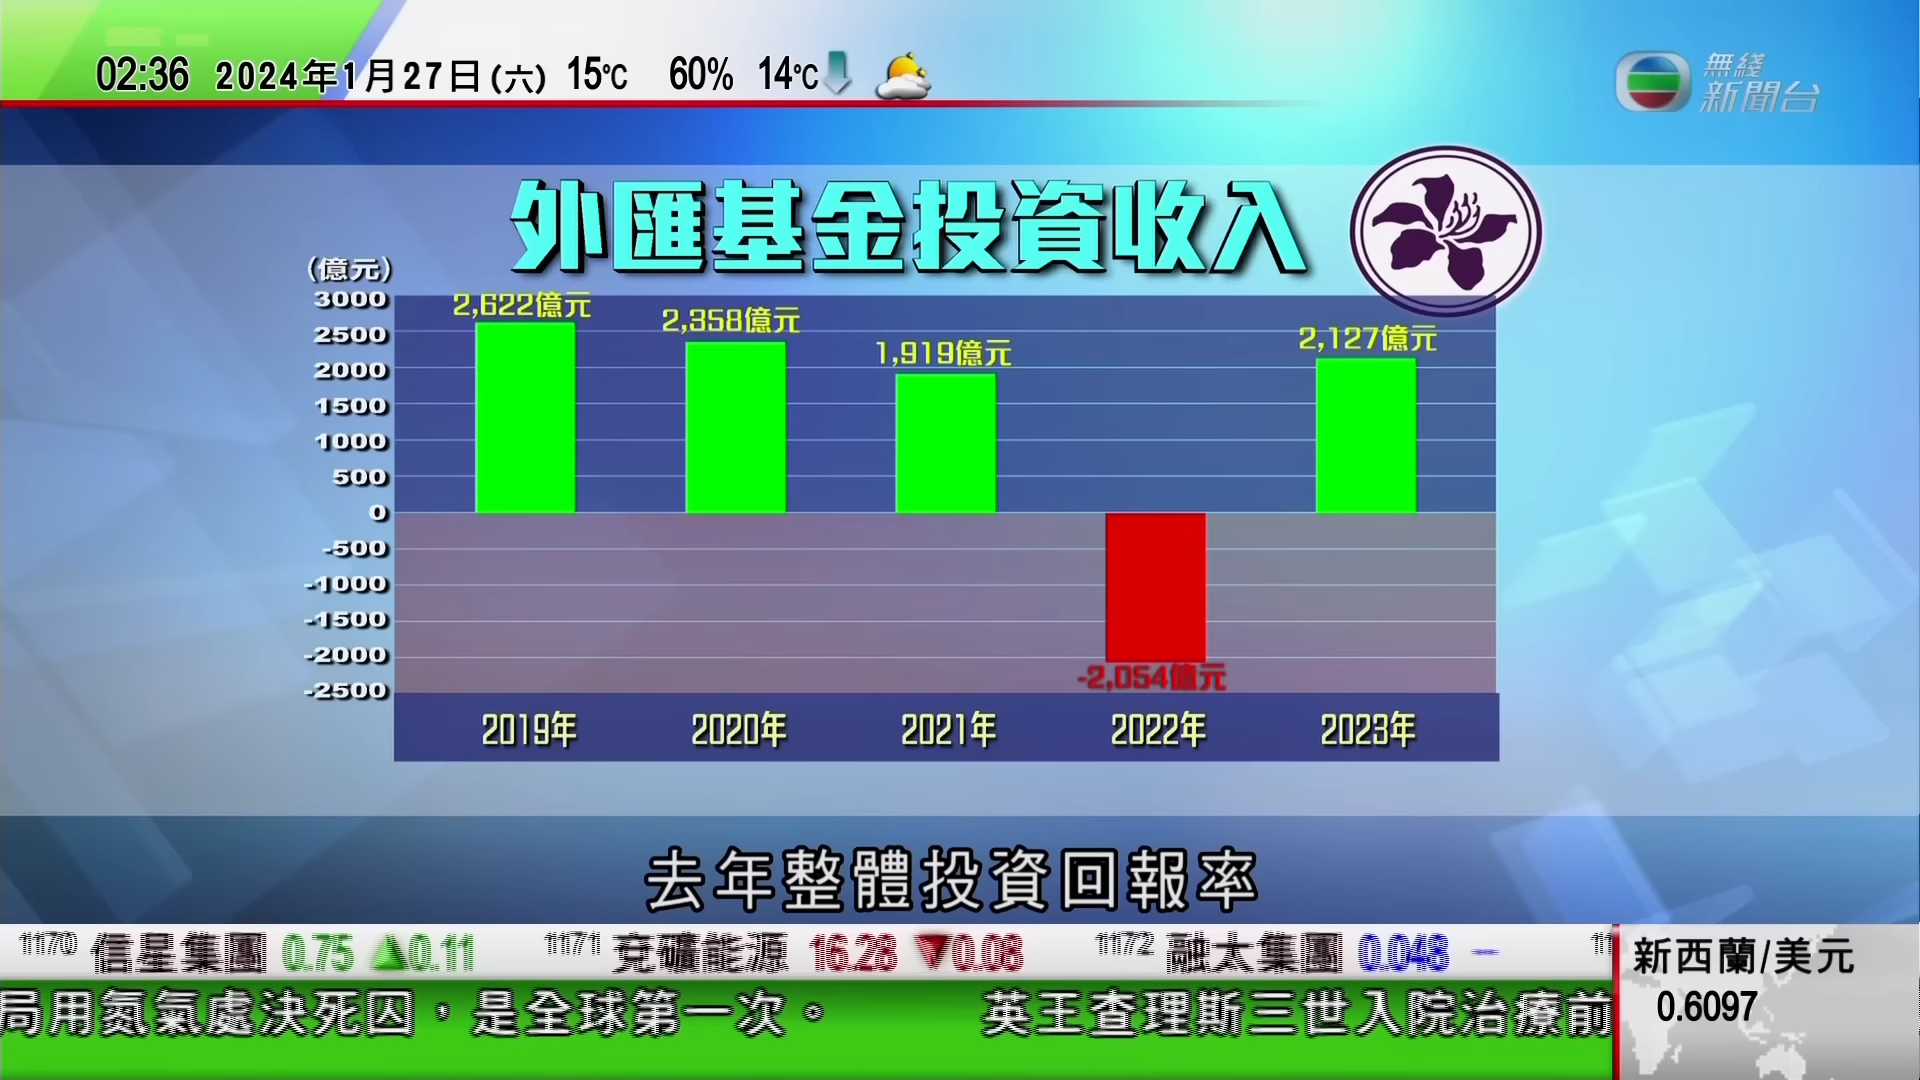 02:36 2024年1月27日(六) 15℃ 60% 14℃
無綫
新聞台
外匯基金投資收入
(億元)
3000
2500
2000
1500
1000
500
0
-500
-1000
-1500
-2000
-2500
2,622億元
2,358億元
1,919億元
-2,054億元
2,127億元
2019年 2020年 2021年 2022年 2023年
去年整體投資回報率
1170 信星集團 0.75 ▲0.11 1171 兗礦能源 16.28 ▼0.08 1172 融太集團 0.048 –
局用氮氣處決死囚，是全球第一次。 英王查理斯三世入院治療前
新西蘭/美元
0.6097